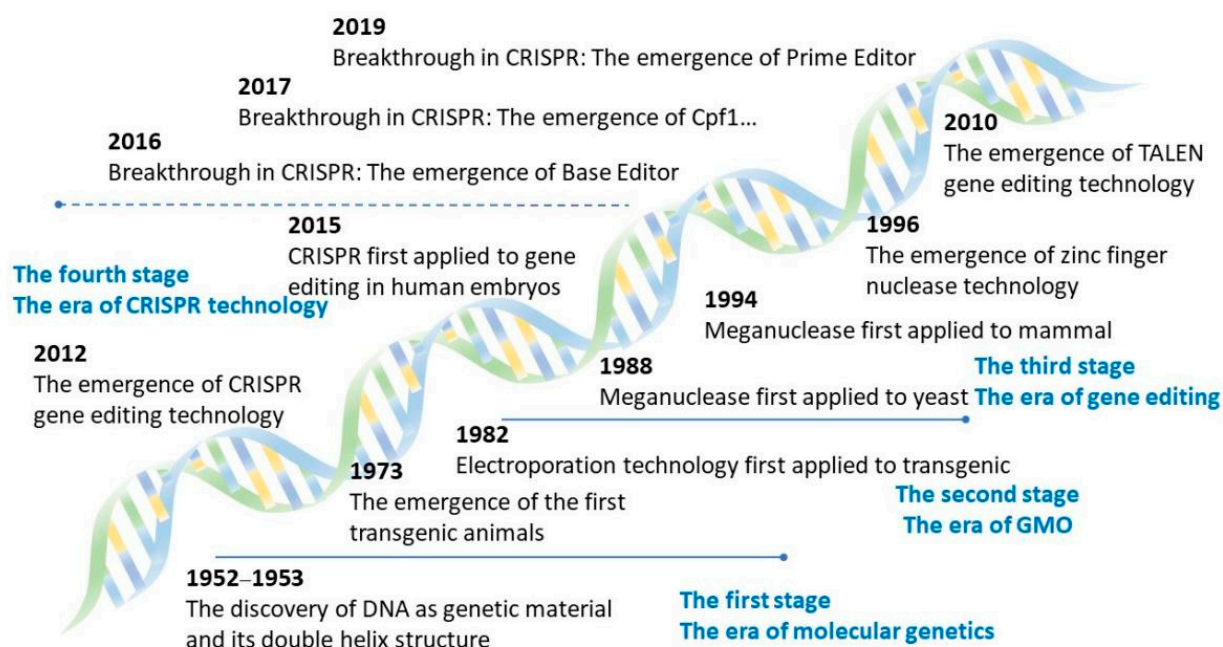 2019
Breakthrough in CRISPR: The emergence of Prime Editor
2017
Breakthrough in CRISPR: The emergence of Cpf1...
2016
Breakthrough in CRISPR: The emergence of Base Editor
2015
CRISPR first applied to gene
editing in human embryos
The fourth stage
The era of CRISPR technology
2012
The emergence of CRISPR
gene editing technology
2010
The emergence of TALEN
gene editing technology
1996
The emergence of zinc finger
nuclease technology
1994
Meganuclease first applied to mammal
1988
Meganuclease first applied to yeast
The third stage
The era of gene editing
1982
Electroporation technology first applied to transgenic
1973
The emergence of the first
transgenic animals
The second stage
The era of GMO
1952–1953
The discovery of DNA as genetic material
and its double helix structure
The first stage
The era of molecular genetics